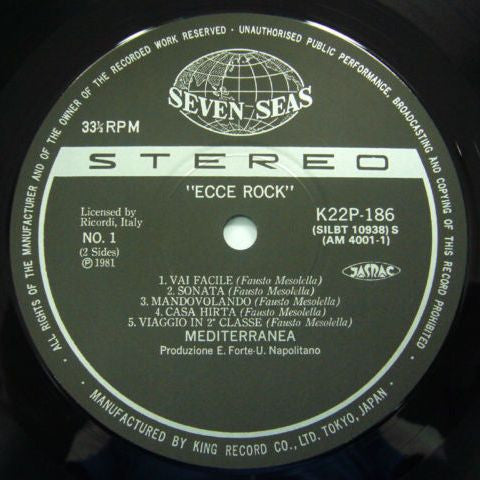 ALL RIGHTS OF THE MANUFACTURER AND OF THE OWNER OF THE RECORDED WORK RESERVED - UNAUTHORISED PUBLIC PERFORMANCE, BROADCASTING AND COPYING OF THIS RECORD PROHIBITED
SEVEN SEAS
33⅓ RPM
STEREO
"ECCE ROCK"
Licensed by
Ricordi, Italy
NO. 1
(2 Sides)
Ⓟ 1981
K22P-186
(SILBT 10938) S
(AM 4001-1)
JASRAC
1. VAI FACILE (Fausto Mesolella)
2. SONATA (Fausto Mesolella)
3. MANDOVOLANDO (Fausto Mesolella)
4. CASA HIRTA (Fausto Mesolella)
5. VIAGGIO IN 2ª CLASSE (Fausto Mesolella)
MEDITERRANEA
Produzione E. Forte-U. Napolitano
MANUFACTURED BY KING RECORD CO., LTD. TOKYO, JAPAN